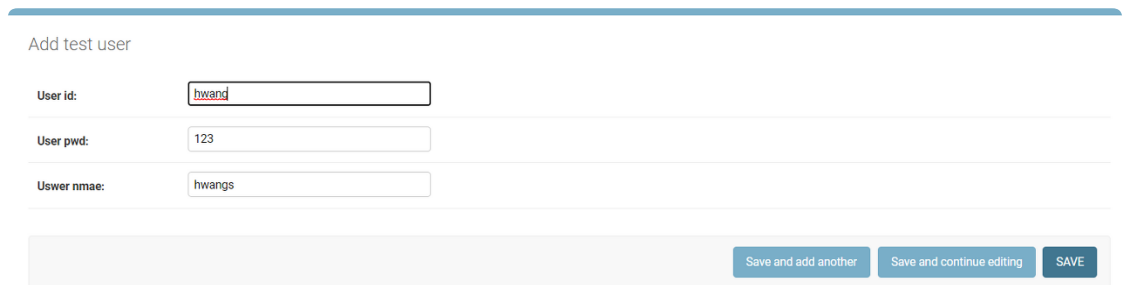 Add test user
User id: hwang
User pwd: 123
Uswer nmae: hwangs
Save and add another Save and continue editing SAVE